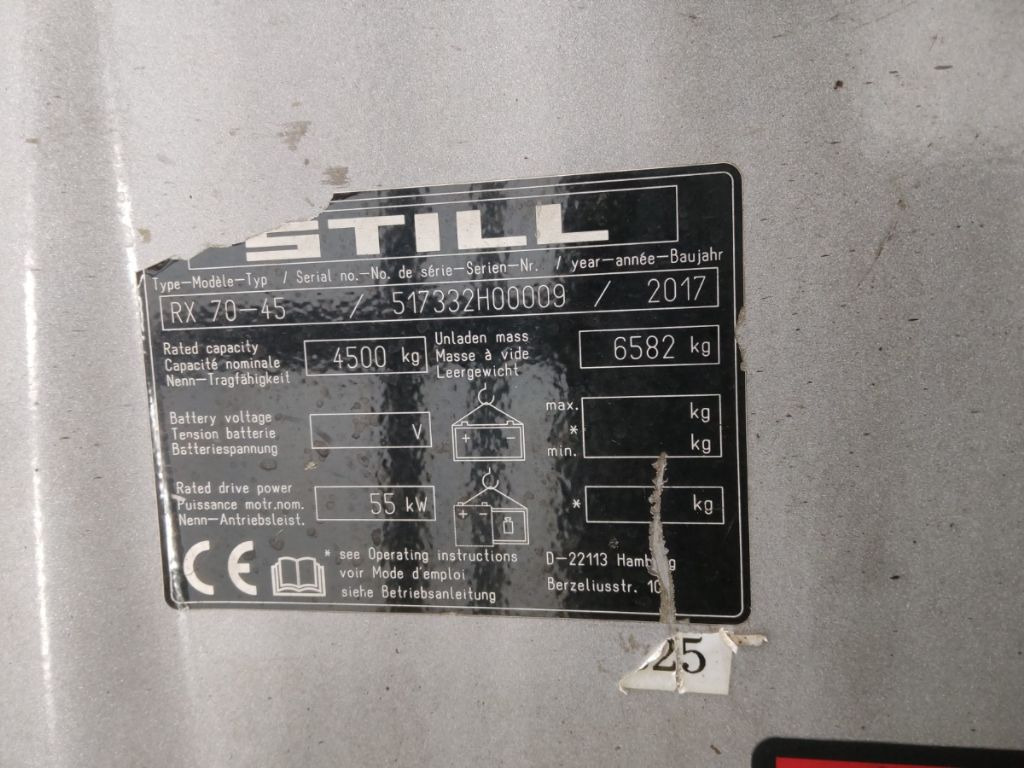 STILL
Type-Modèle-Typ / Serial no.-No. de série-Serien-Nr. / year-année-Baujahr
RX 70-45 / 517332H00009 / 2017
Rated capacity
Capacité nominale
Nenn-Tragfähigkeit
4500 kg
Unladen mass
Masse à vide
Leergewicht
6582 kg
Battery voltage
Tension batterie
Batteriespannung
V
+ -
max.
*
min.
kg
kg
Rated drive power
Puissance motr.nom.
Nenn-Antriebsleist.
55 kW
+ -
* kg
CE
* see Operating instructions
voir Mode d'emploi
siehe Betriebsanleitung
D-22113 Hamburg
Berzeliusstr. 10
25